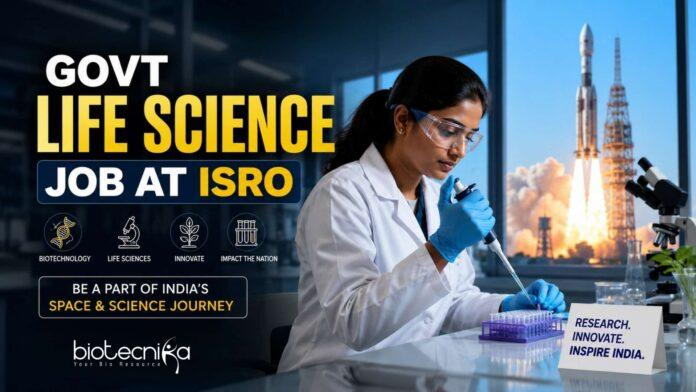 GOVT
LIFE SCIENCE
JOB AT ISRO
BIOTECHNOLOGY
LIFE SCIENCES
INNOVATE
IMPACT THE NATION
BE A PART OF INDIA'S
SPACE & SCIENCE JOURNEY
biotecnika
Your Bio Resource
RESEARCH.
INNOVATE.
INSPIRE INDIA.